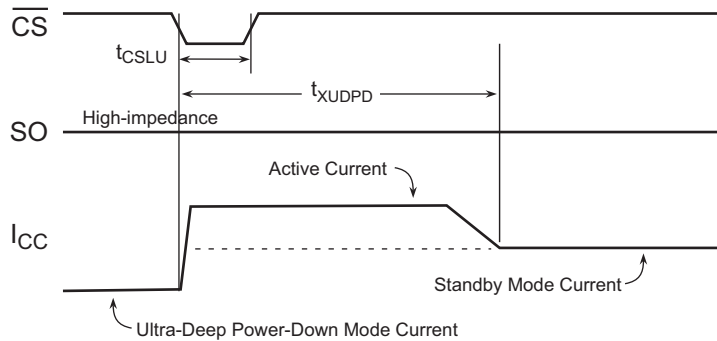 CS
tCSLU
tXUDPD
High-impedance
SO
Active Current
ICC
Standby Mode Current
Ultra-Deep Power-Down Mode Current